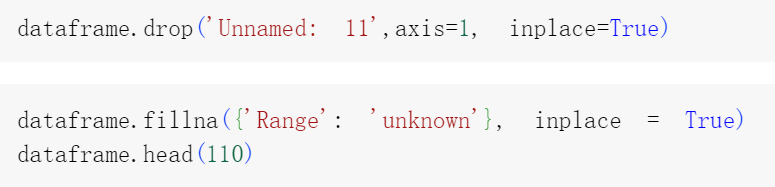 dataframe.drop('Unnamed: 11',axis=1, inplace=True)
dataframe.fillna({'Range': 'unknown'}, inplace = True)
dataframe.head(110)